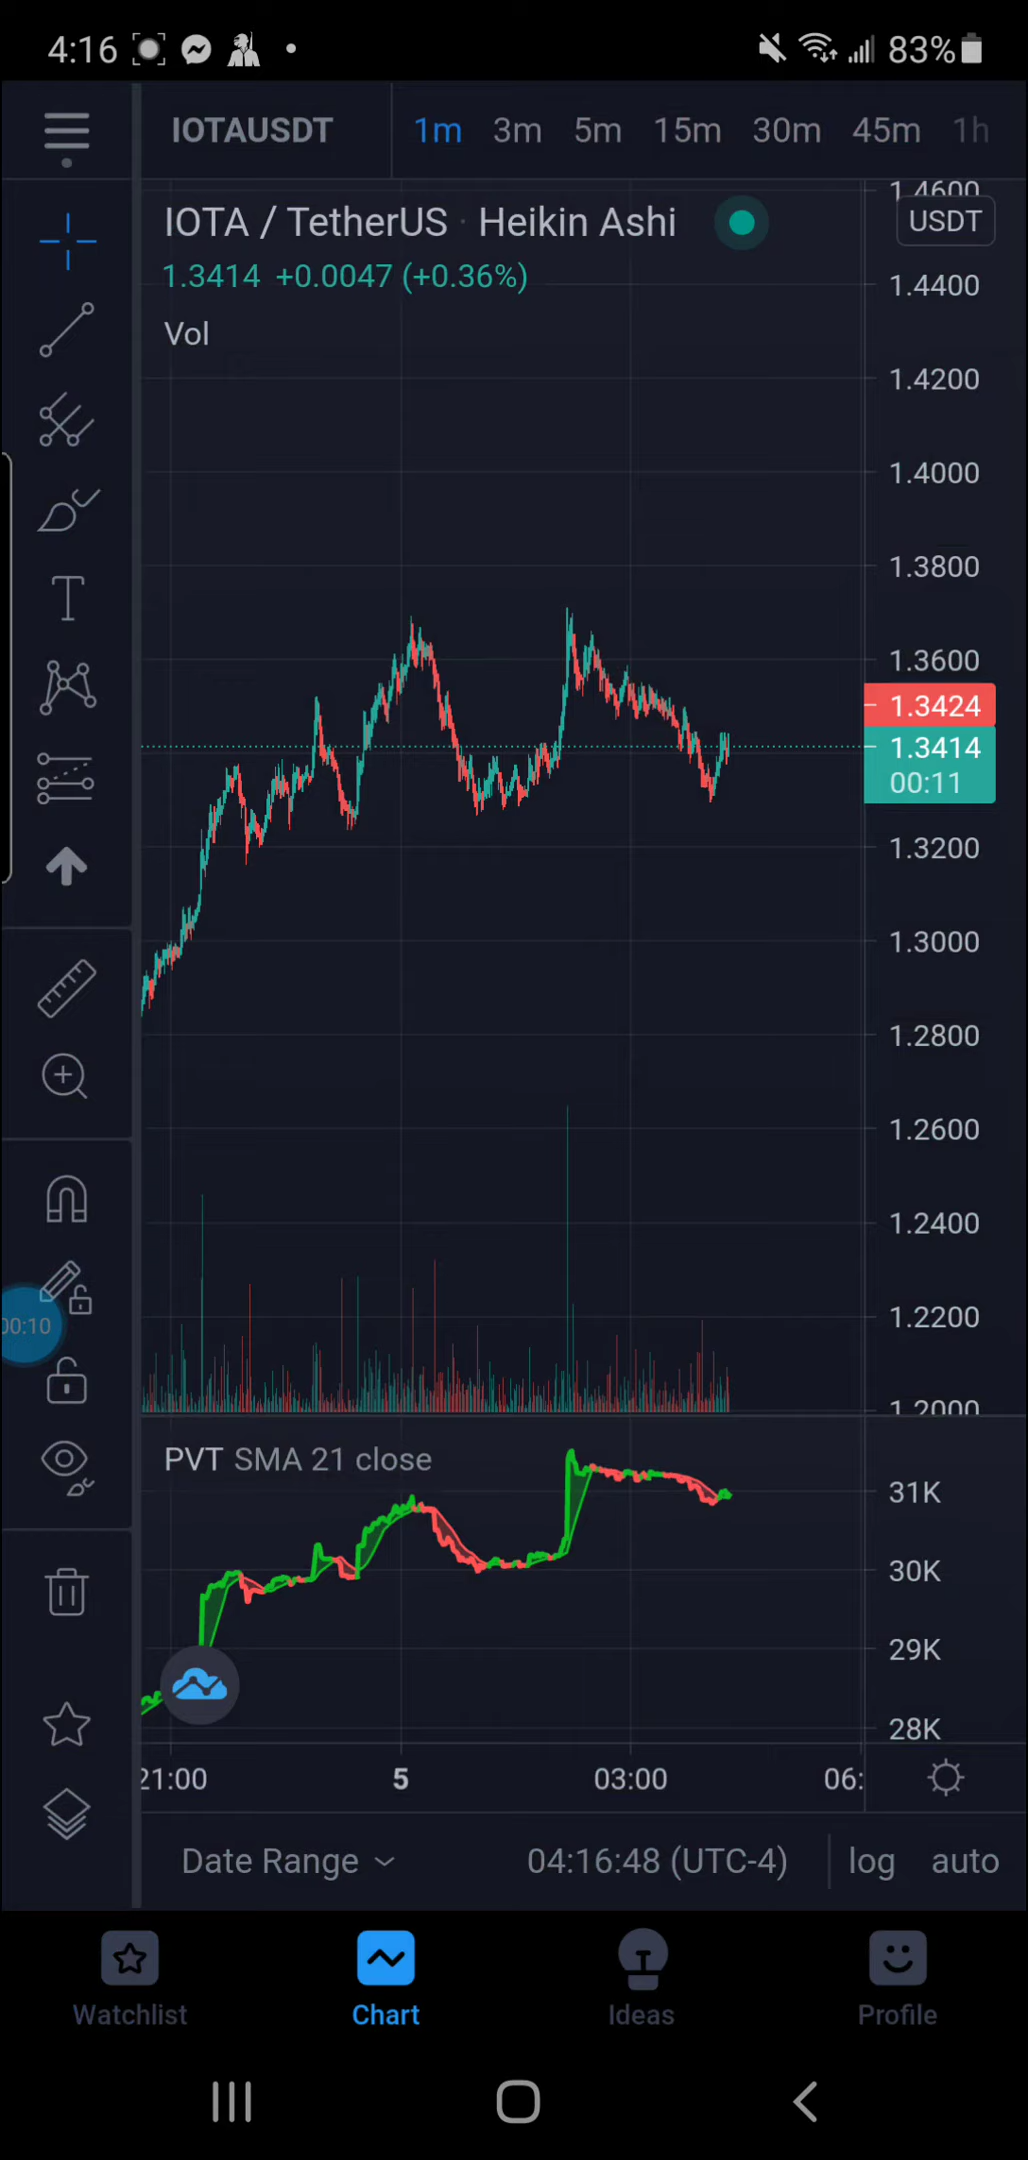 4:16 83%
IOTAUSDT 1m 3m 5m 15m 30m 45m 1h
1.4600
IOTA / TetherUS · Heikin Ashi USDT
1.3414 +0.0047 (+0.36%) 1.4400
Vol
1.4200
1.4000
1.3800
1.3600
1.3424
1.3414
00:11
1.3200
1.3000
1.2800
1.2600
1.2400
1.2200
00:10
1.2000
PVT SMA 21 close
31K
30K
29K
28K
21:00 5 03:00 06:
Date Range 04:16:48 (UTC-4) log auto
Watchlist Chart Ideas Profile